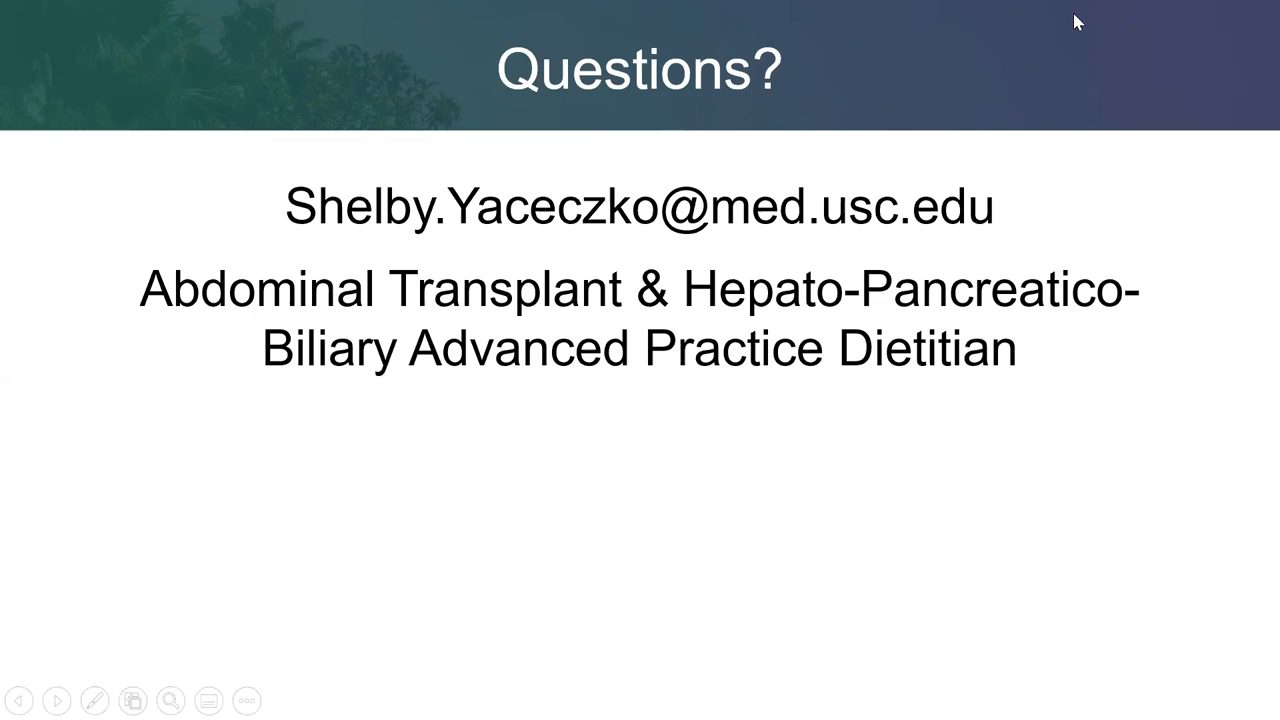 Questions?
Shelby.Yaceczko@med.usc.edu
Abdominal Transplant & Hepato-Pancreatico-
Biliary Advanced Practice Dietitian